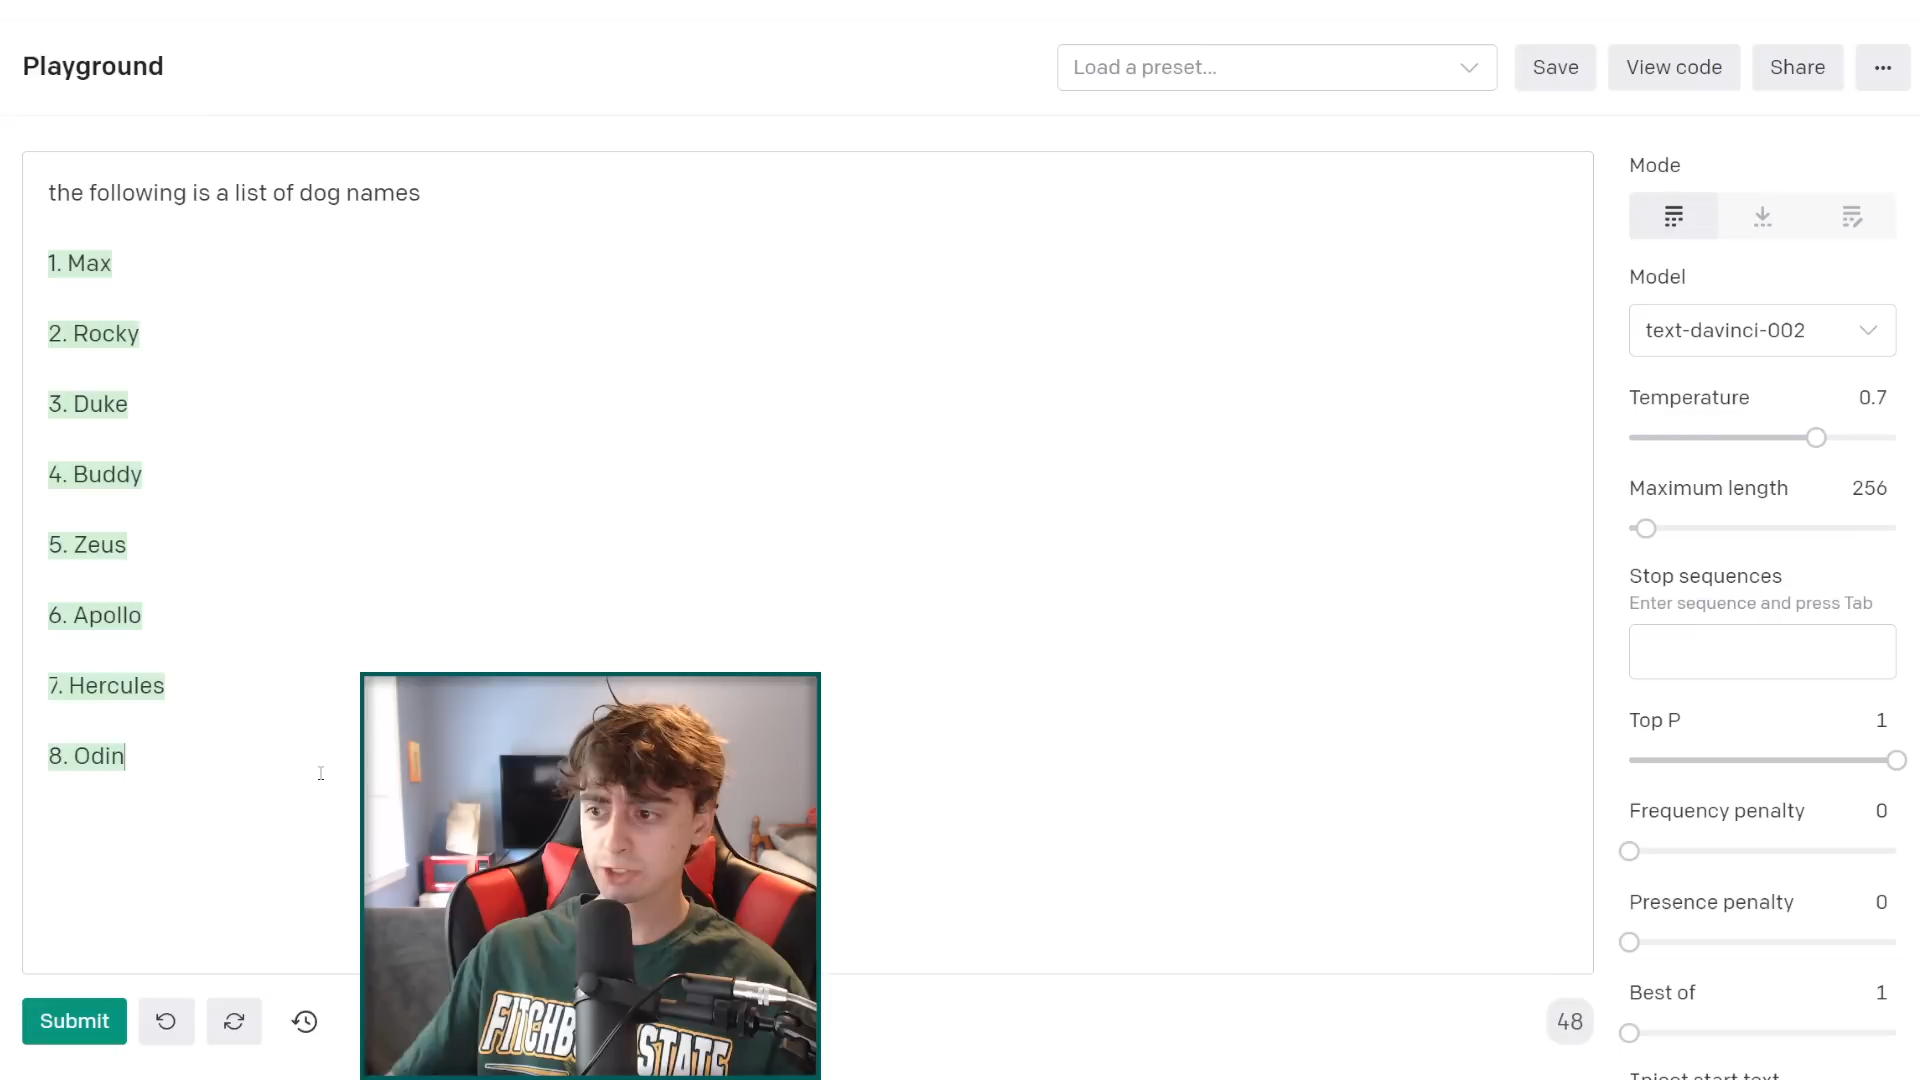 Playground
Load a preset...
Save
View code
Share
the following is a list of dog names
1. Max
2. Rocky
3. Duke
4. Buddy
5. Zeus
6. Apollo
7. Hercules
8. Odin
Mode
Model
text-davinci-002
Temperature 0.7
Maximum length 256
Stop sequences
Enter sequence and press Tab
Top P 1
Frequency penalty 0
Presence penalty 0
Best of 1
Inject start text
Submit
48
STATE